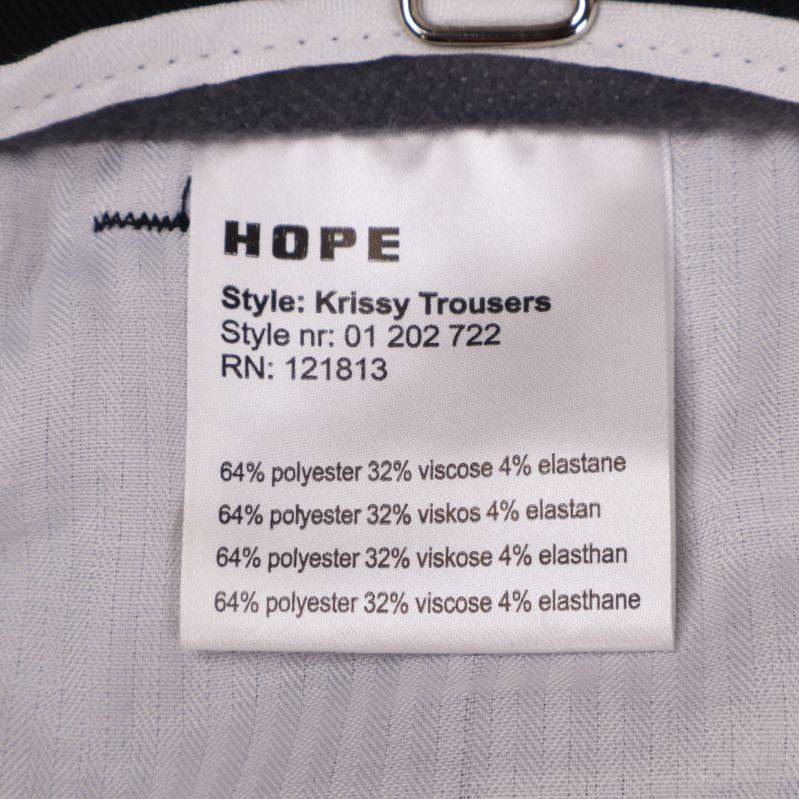 HOPE
Style: Krissy Trousers
Style nr: 01 202 722
RN: 121813
64% polyester 32% viscose 4% elastane
64% polyester 32% viskos 4% elastan
64% polyester 32% viskose 4% elasthan
64% polyester 32% viscose 4% elasthane